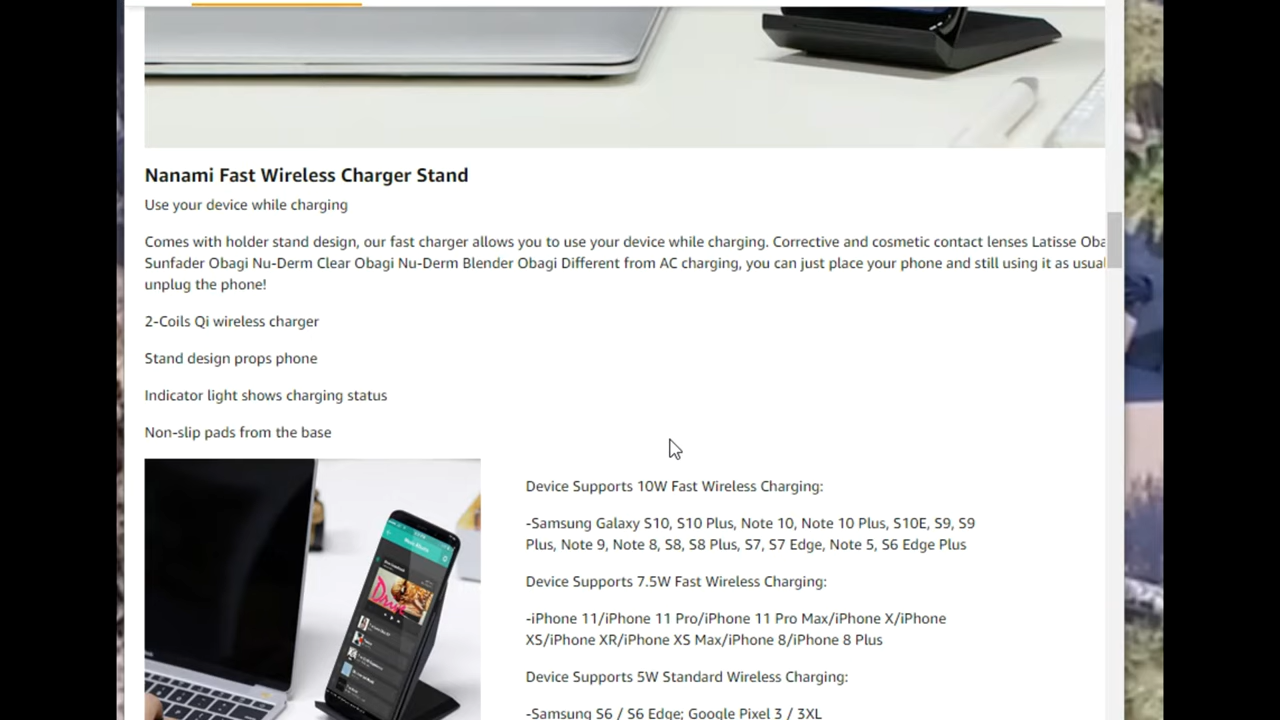 Nanami Fast Wireless Charger Stand
Use your device while charging
Comes with holder stand design, our fast charger allows you to use your device while charging. Corrective and cosmetic contact lenses Latisse Oba
Sunfader Obagi Nu-Derm Clear Obagi Nu-Derm Blender Obagi Different from AC charging, you can just place your phone and still using it as usual
unplug the phone!
2-Coils Qi wireless charger
Stand design props phone
Indicator light shows charging status
Non-slip pads from the base
Device Supports 10W Fast Wireless Charging:
-Samsung Galaxy S10, S10 Plus, Note 10, Note 10 Plus, S10E, S9, S9
Plus, Note 9, Note 8, S8, S8 Plus, S7, S7 Edge, Note 5, S6 Edge Plus
Device Supports 7.5W Fast Wireless Charging:
-iPhone 11/iPhone 11 Pro/iPhone 11 Pro Max/iPhone X/iPhone
XS/iPhone XR/iPhone XS Max/iPhone 8/iPhone 8 Plus
Device Supports 5W Standard Wireless Charging:
-Samsung S6 / S6 Edge; Google Pixel 3 / 3XL